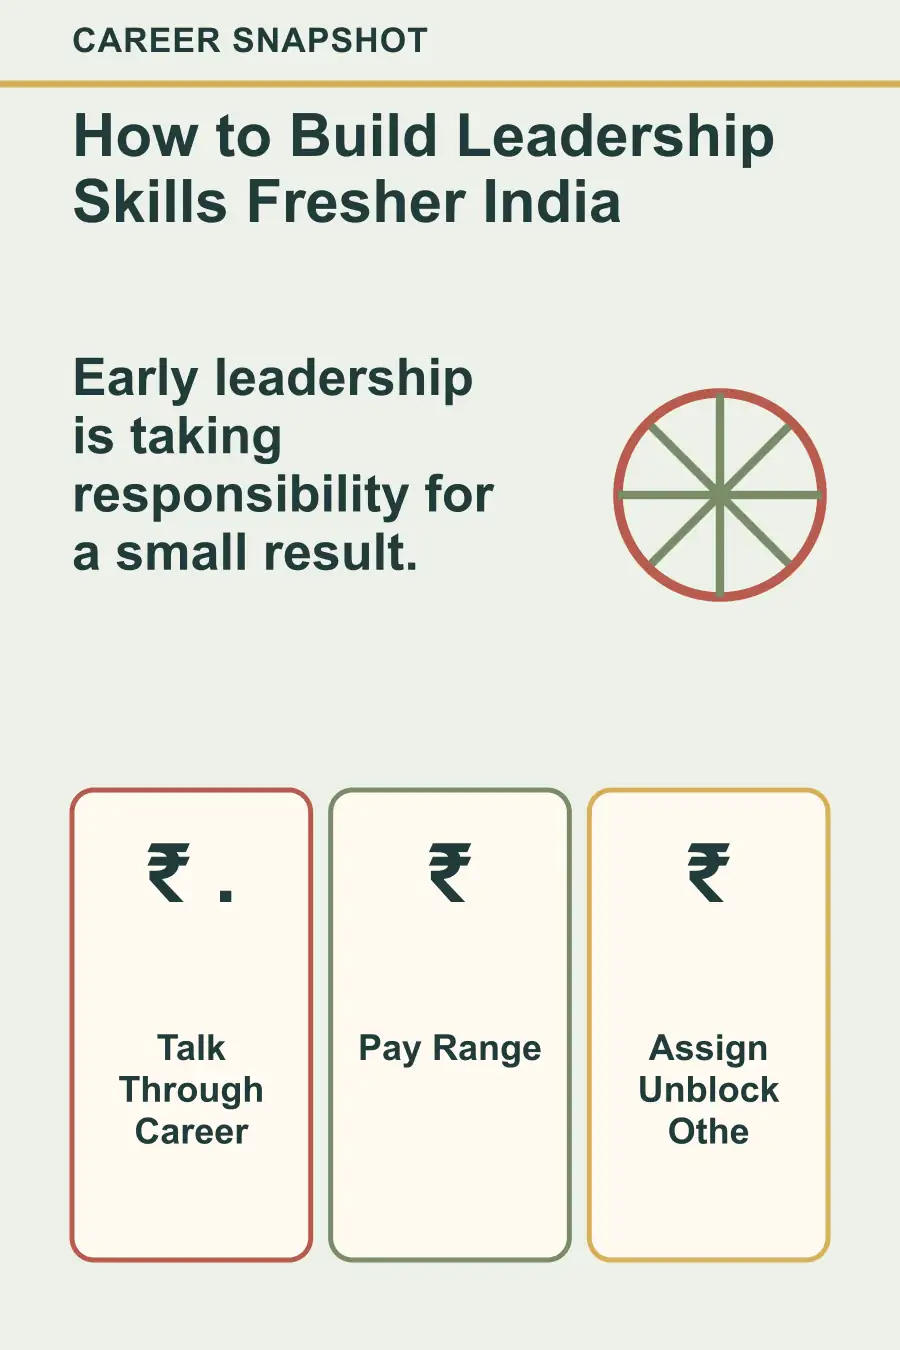 CAREER SNAPSHOT
How to Build Leadership
Skills Fresher India
Early leadership
is taking
responsibility for
a small result.
₹ .
Talk
Through
Career
₹
Pay Range
₹
Assign
Unblock
Othe